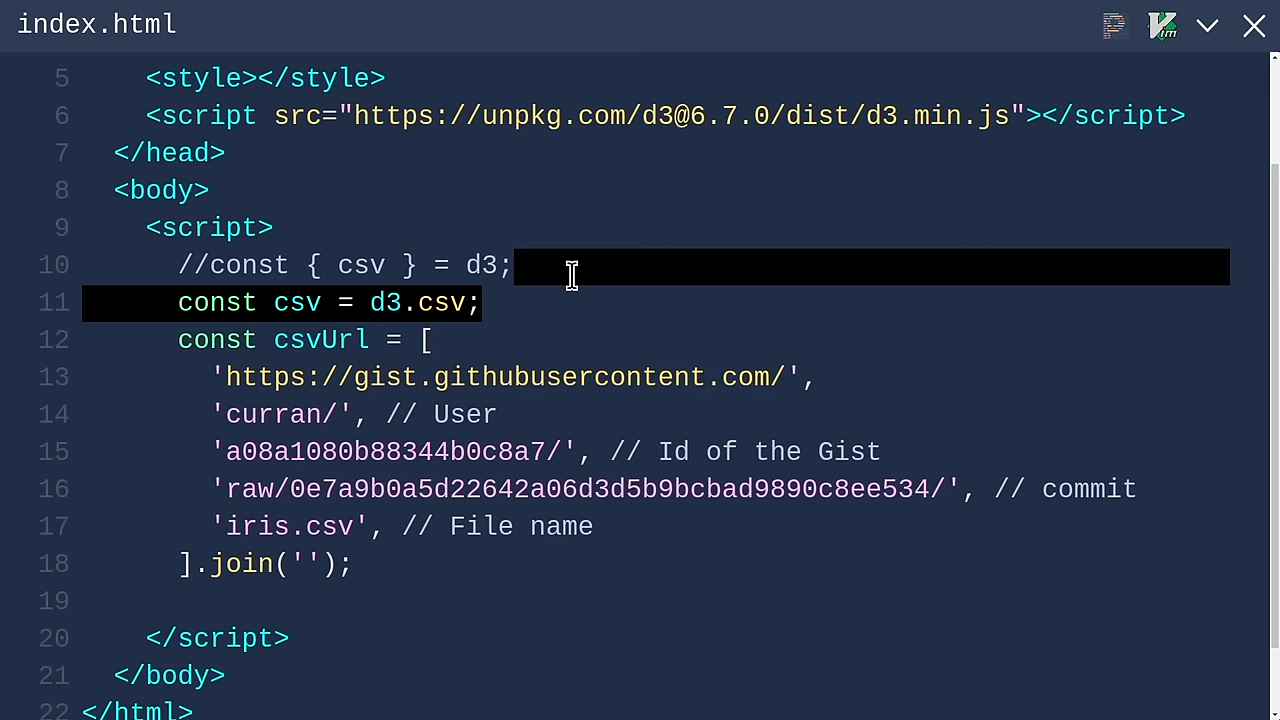 index.html
5 <style></style>
6 <script src="https://unpkg.com/d3@6.7.0/dist/d3.min.js"></script>
7 </head>
8 <body>
9 <script>
10 //const { csv } = d3;
11 const csv = d3.csv;
12 const csvUrl = [
13 'https://gist.githubusercontent.com/',
14 'curran/', // User
15 'a08a1080b88344b0c8a7/', // Id of the Gist
16 'raw/0e7a9b0a5d22642a06d3d5b9bcbad9890c8ee534/', // commit
17 'iris.csv', // File name
18 ].join('');
19
20 </script>
21 </body>
22 </html>